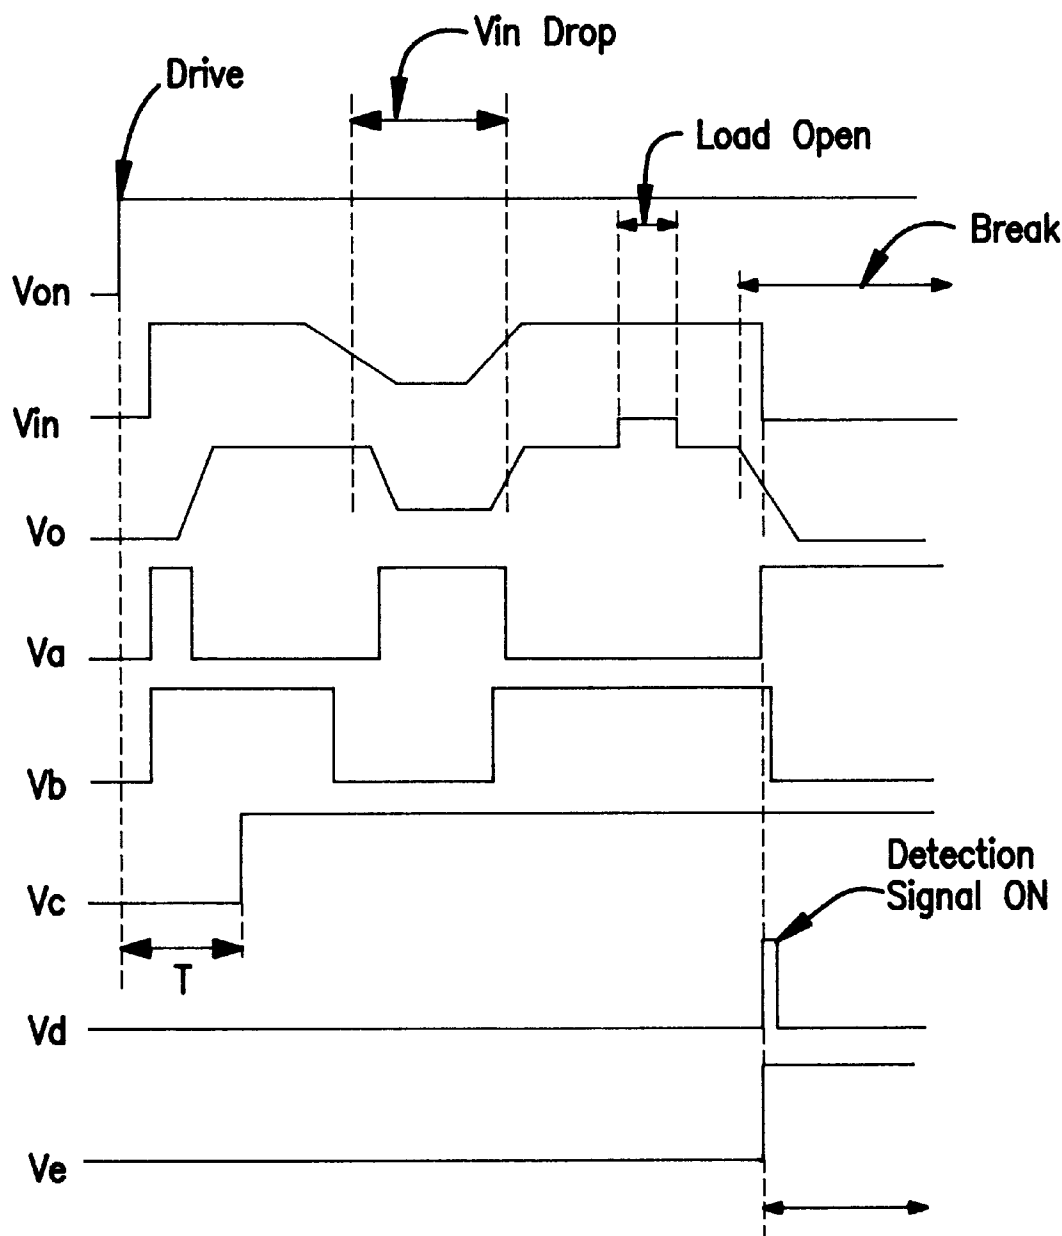 Vin Drop
Drive
Load Open
Break
Von
Vin
Vo
Va
Vb
Vc
Detection
Signal ON
T
Vd
Ve